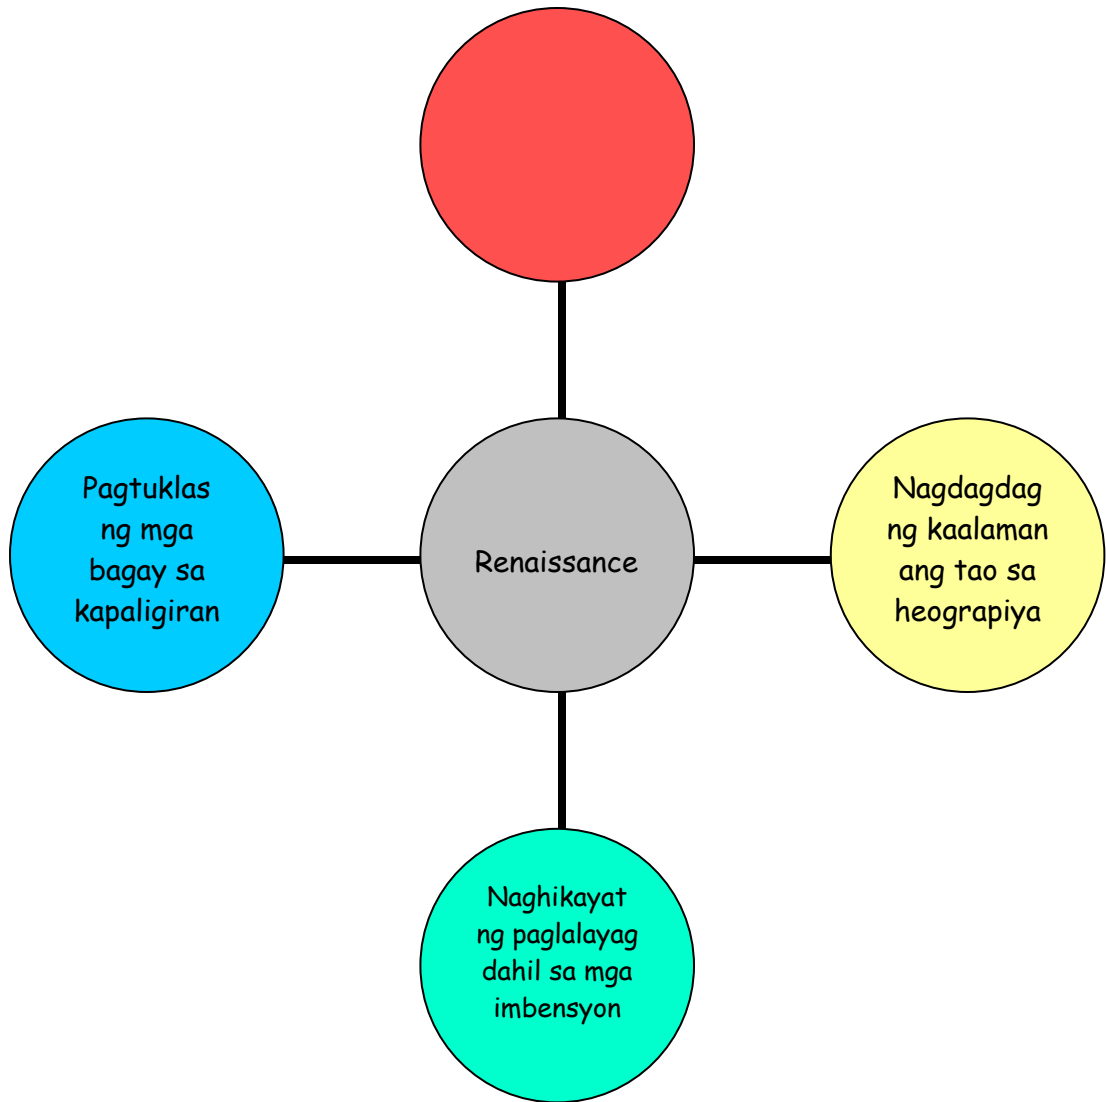 Pagtuklas
ng mga
bagay sa
kapaligiran
Renaissance
Nagdagdag
ng kaalaman
ang tao sa
heograpiya
Naghikayat
ng paglalayag
dahil sa mga
imbensyon